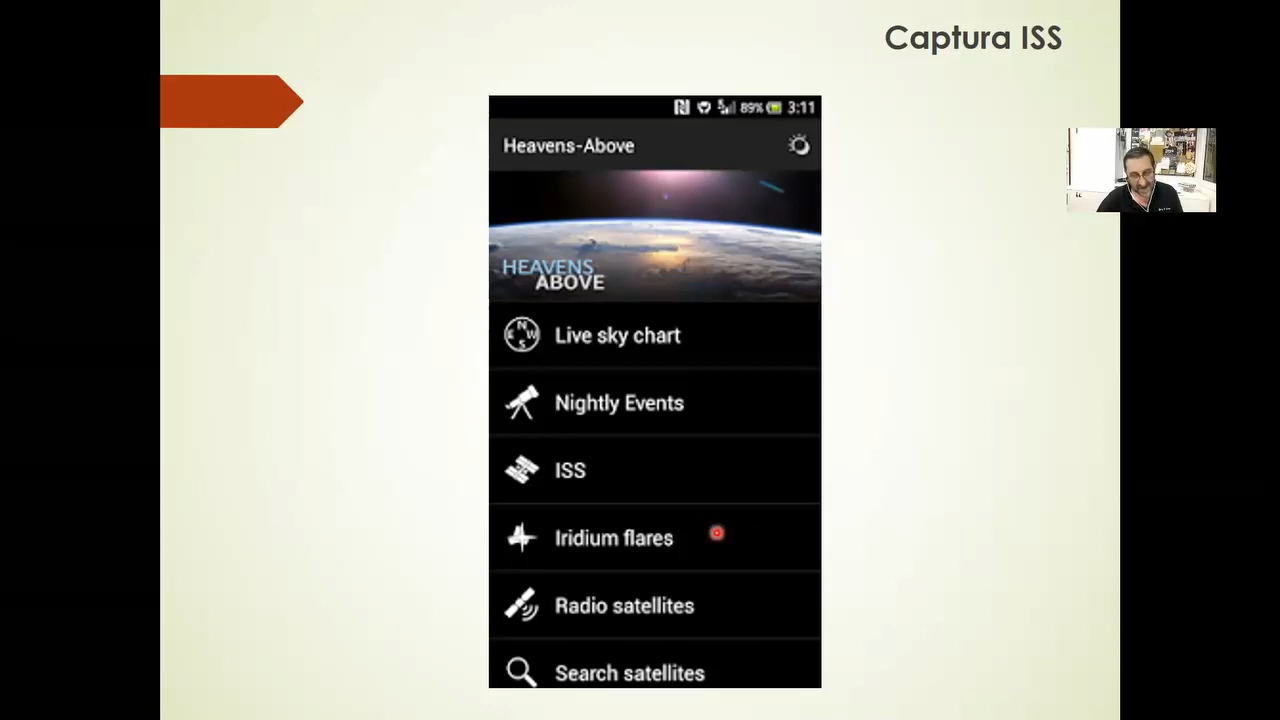 Captura ISS
89% 3:11
Heavens-Above
HEAVENS
ABOVE
N
E W
S
Live sky chart
Nightly Events
ISS
Iridium flares
Radio satellites
Search satellites